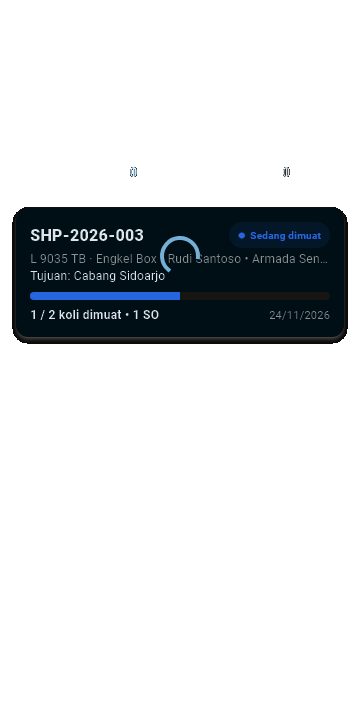 SHP-2026-003
Sedang dimuat
L 9035 TB · Engkel Box Rudi Santoso • Armada Sen...
Tujuan: Cabang Sidoarjo
1 / 2 koli dimuat • 1 SO
24/11/2026